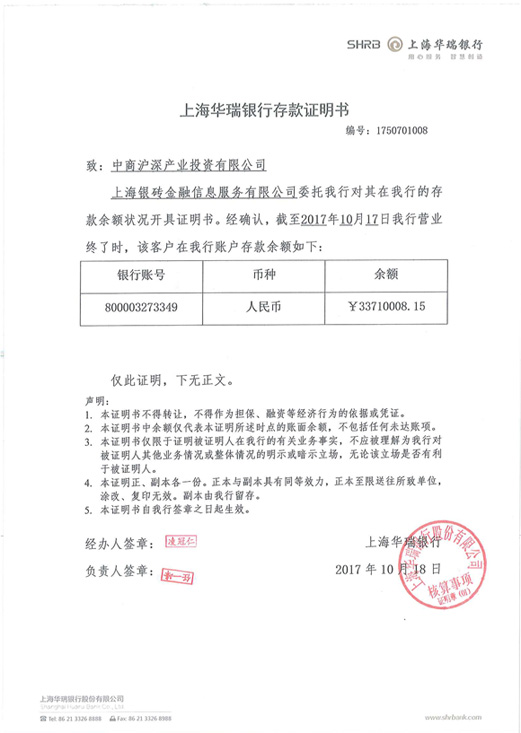 SHRB 上海华瑞银行
用心服务 智慧创造
上海华瑞银行存款证明书
编号：1750701008
致：中商沪深产业投资有限公司
上海银砖金融信息服务有限公司委托我行对其在我行的存
款余额状况开具证明书。经确认，截至2017年10月17日我行营业
终了时，该客户在我行账户存款余额如下：
银行账号 币种 余额
800003273349 人民币 ￥33710008.15
仅此证明，下无正文。
声明：
1. 本证明书不得转让，不得作为担保、融资等经济行为的依据或凭证。
2. 本证明书中余额仅代表本证明所述时点的账面余额，不包括任何未达账项。
3. 本证明书仅限于证明被证明人在我行的有关业务事实，不应被理解为我行对
被证明人其他业务情况或整体情况的明示或暗示立场，无论该立场是否有利
于被证明人。
4. 本证明正、副本各一份。正本与副本具有同等效力，正本至限送往所致单位，
涂改、复印无效。副本由我行留存。
5. 本证明书自我行签章之日起生效。
经办人签章： 凌冠仁
上海华瑞银行
负责人签章：
2017 年 10 月 18 日
上海华瑞银行股份有限公司
核算事项
证明章
上海华瑞银行股份有限公司
Shanghai Huarui Bank Co., Ltd
Tel. 86 21 3326 8888 Fax. 86 21 3326 8988
www.shrbank.com